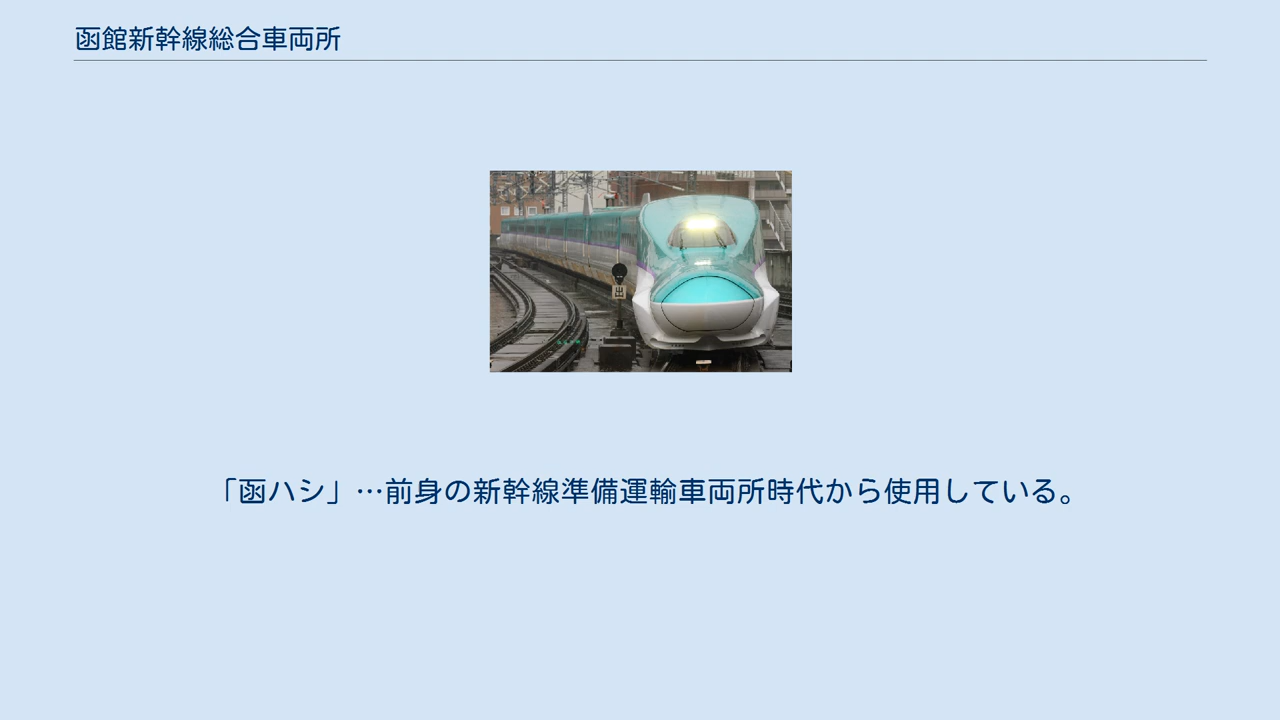 函館新幹線総合車両所
出
「函ハシ」…前身の新幹線準備運輸車両所時代から使用している。